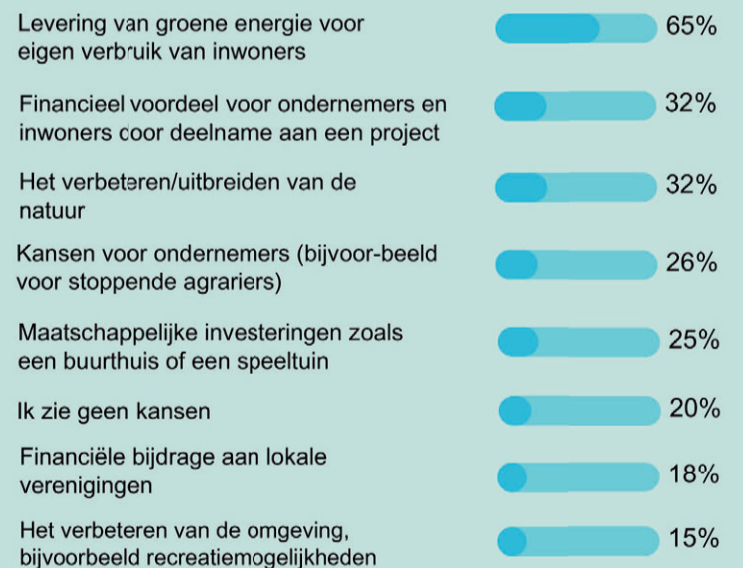 Levering van groene energie voor
eigen verbruik van inwoners
65%
Financieel voordeel voor ondernemers en
inwoners door deelname aan een project
32%
Het verbeteren/uitbreiden van de
natuur
32%
Kansen voor ondernemers (bijvoor-beeld
voor stoppende agrariers)
26%
Maatschappelijke investeringen zoals
een buurthuis of een speeltuin
25%
Ik zie geen kansen
20%
Financiële bijdrage aan lokale
verenigingen
18%
Het verbeteren van de omgeving,
bijvoorbeeld recreatiemogelijkheden
15%